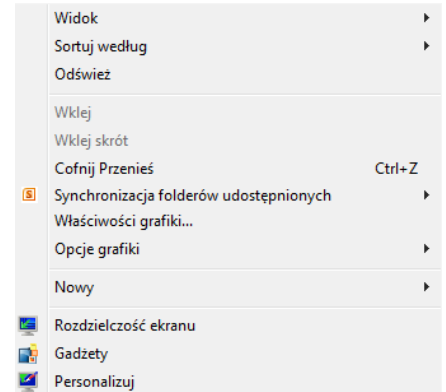 Widok
Sortuj według
Odśwież
Wklej
Wklej skrót
Cofnij Przenieś Ctrl+Z
Synchronizacja folderów udostępnionych
Właściwości grafiki...
Opcje grafiki
Nowy
Rozdzielczość ekranu
Gadżety
Personalizuj